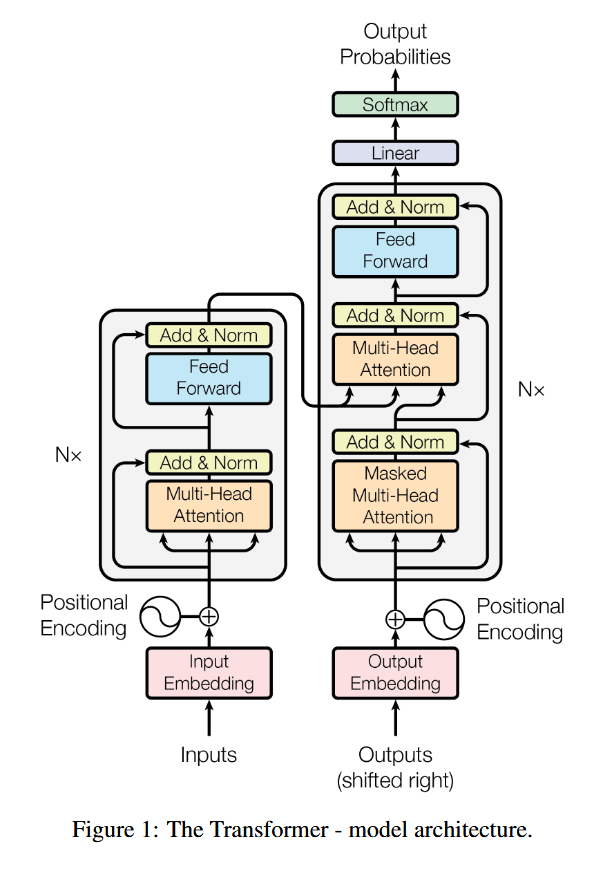 Output
Probabilities
Softmax
Linear
Add & Norm
Feed
Forward
Add & Norm
Multi-Head
Attention
Add & Norm
Masked
Multi-Head
Attention
N×
Add & Norm
Feed
Forward
Add & Norm
Multi-Head
Attention
N×
Positional
Encoding
Positional
Encoding
Input
Embedding
Output
Embedding
Inputs
Outputs
(shifted right)
Figure 1: The Transformer - model architecture.